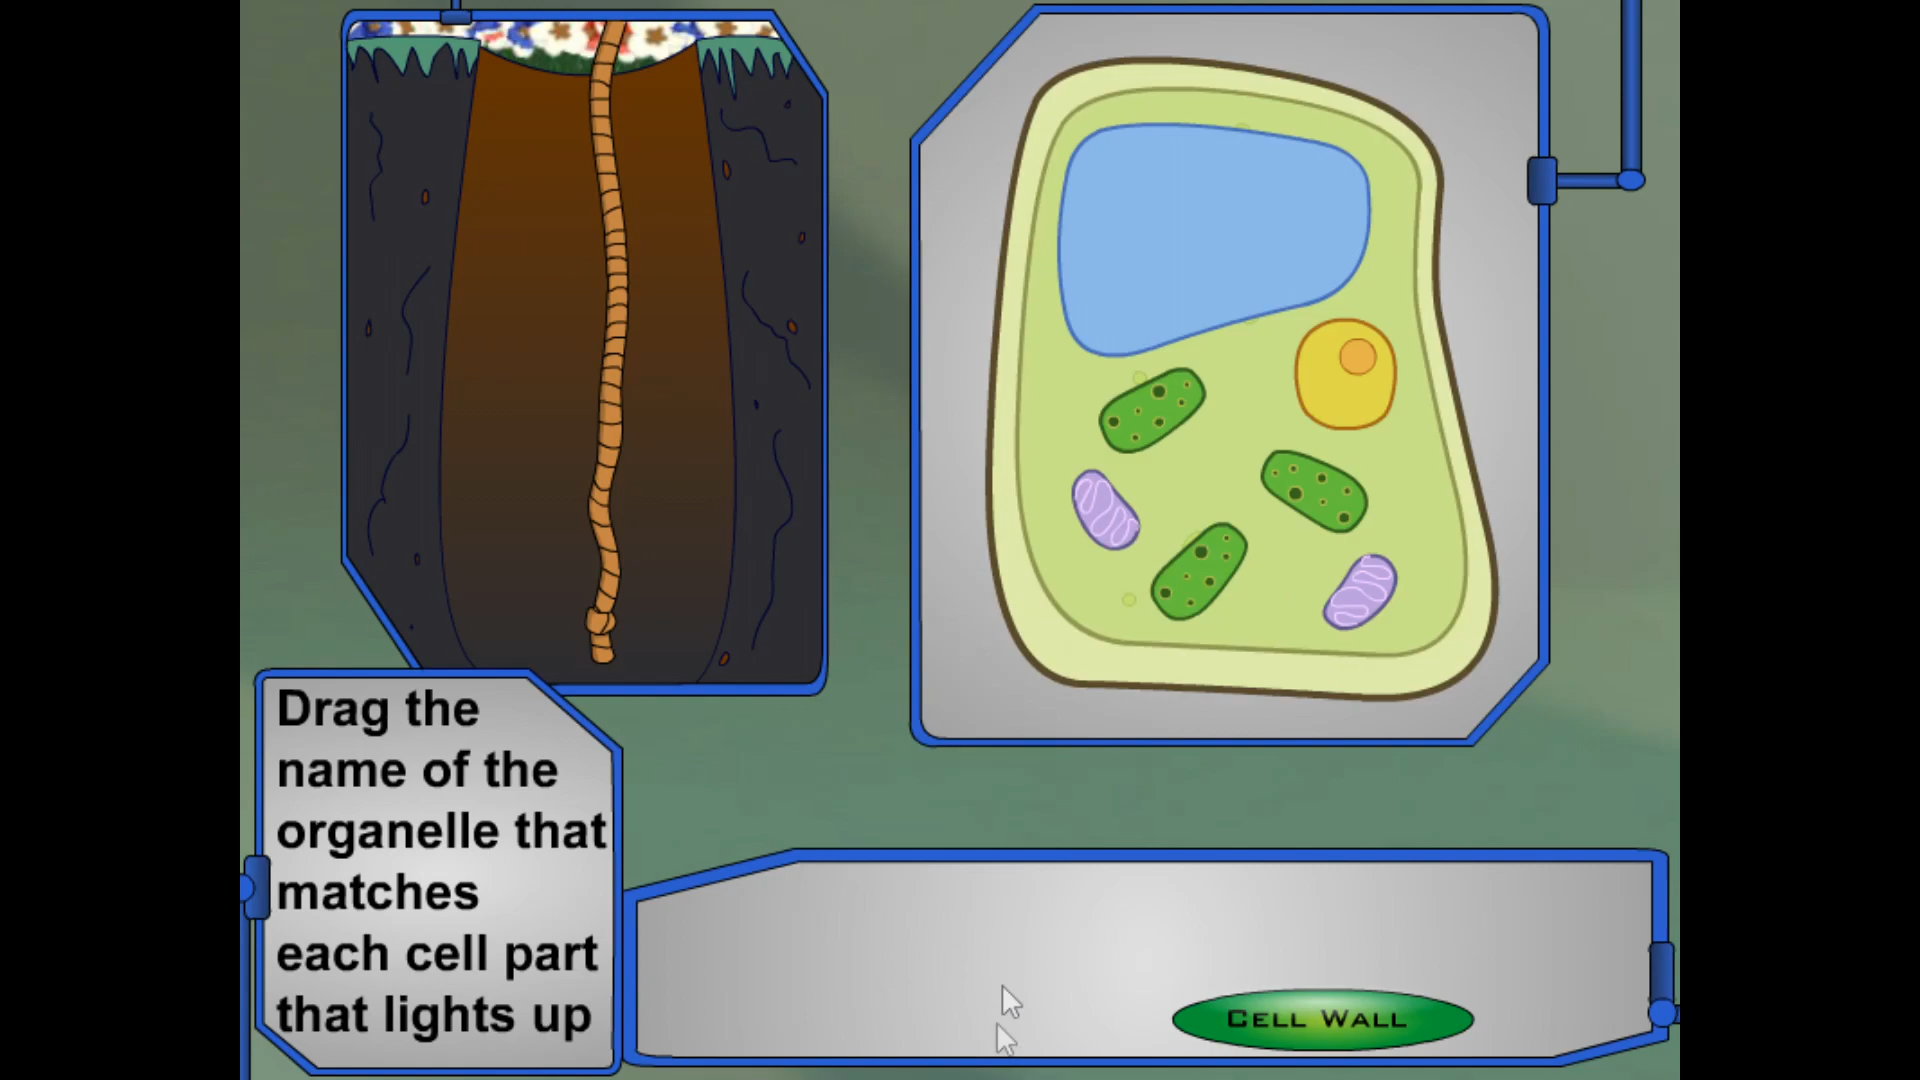 Drag the
name of the
organelle that
matches
each cell part
that lights up
CELL WALL